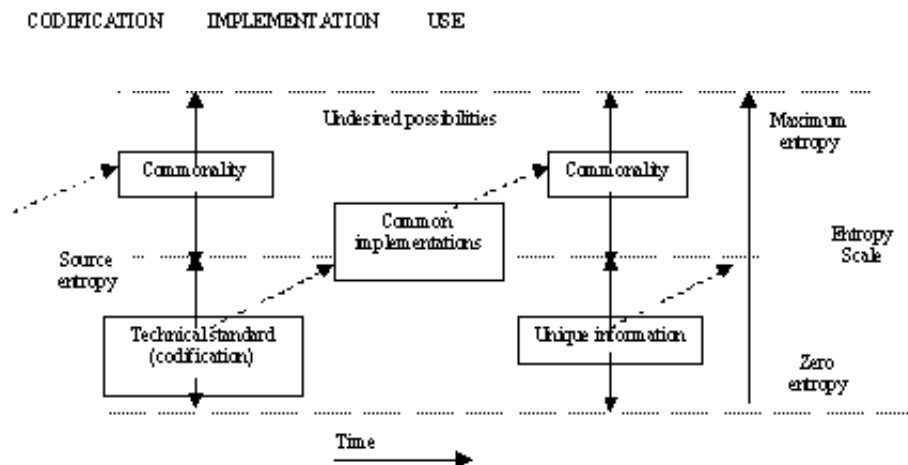 CODIFICATION IMPLEMENTATION USE
Undesired possibilities
Maximum
entropy
Commonality
Commonality
Common
implementations
Source
entropy
Entropy
Scale
Technical standard
(codification)
Unique information
Zero
entropy
Time